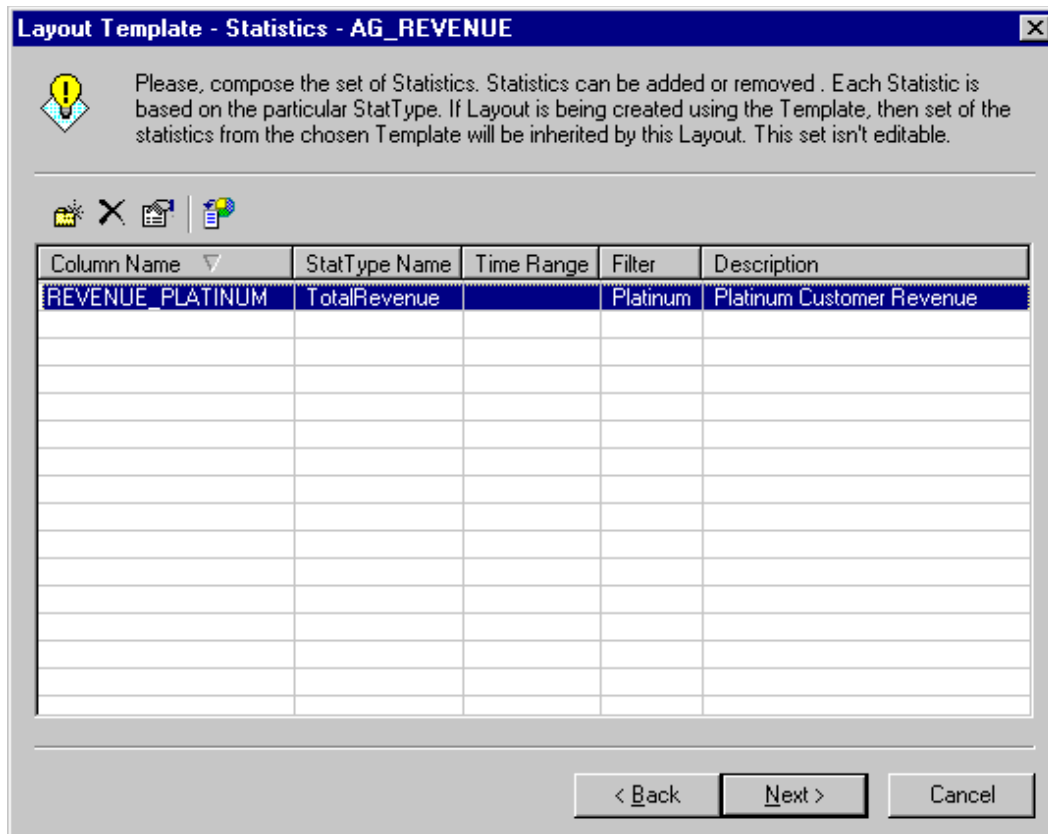 Layout Template - Statistics - AG_REVENUE
Please, compose the set of Statistics. Statistics can be added or removed . Each Statistic is
based on the particular StatType. If Layout is being created using the Template, then set of the
statistics from the chosen Template will be inherited by this Layout. This set isn't editable.
Column Name StatType Name Time Range Filter Description
REVENUE_PLATINUM TotalRevenue Platinum Platinum Customer Revenue
< Back Next > Cancel